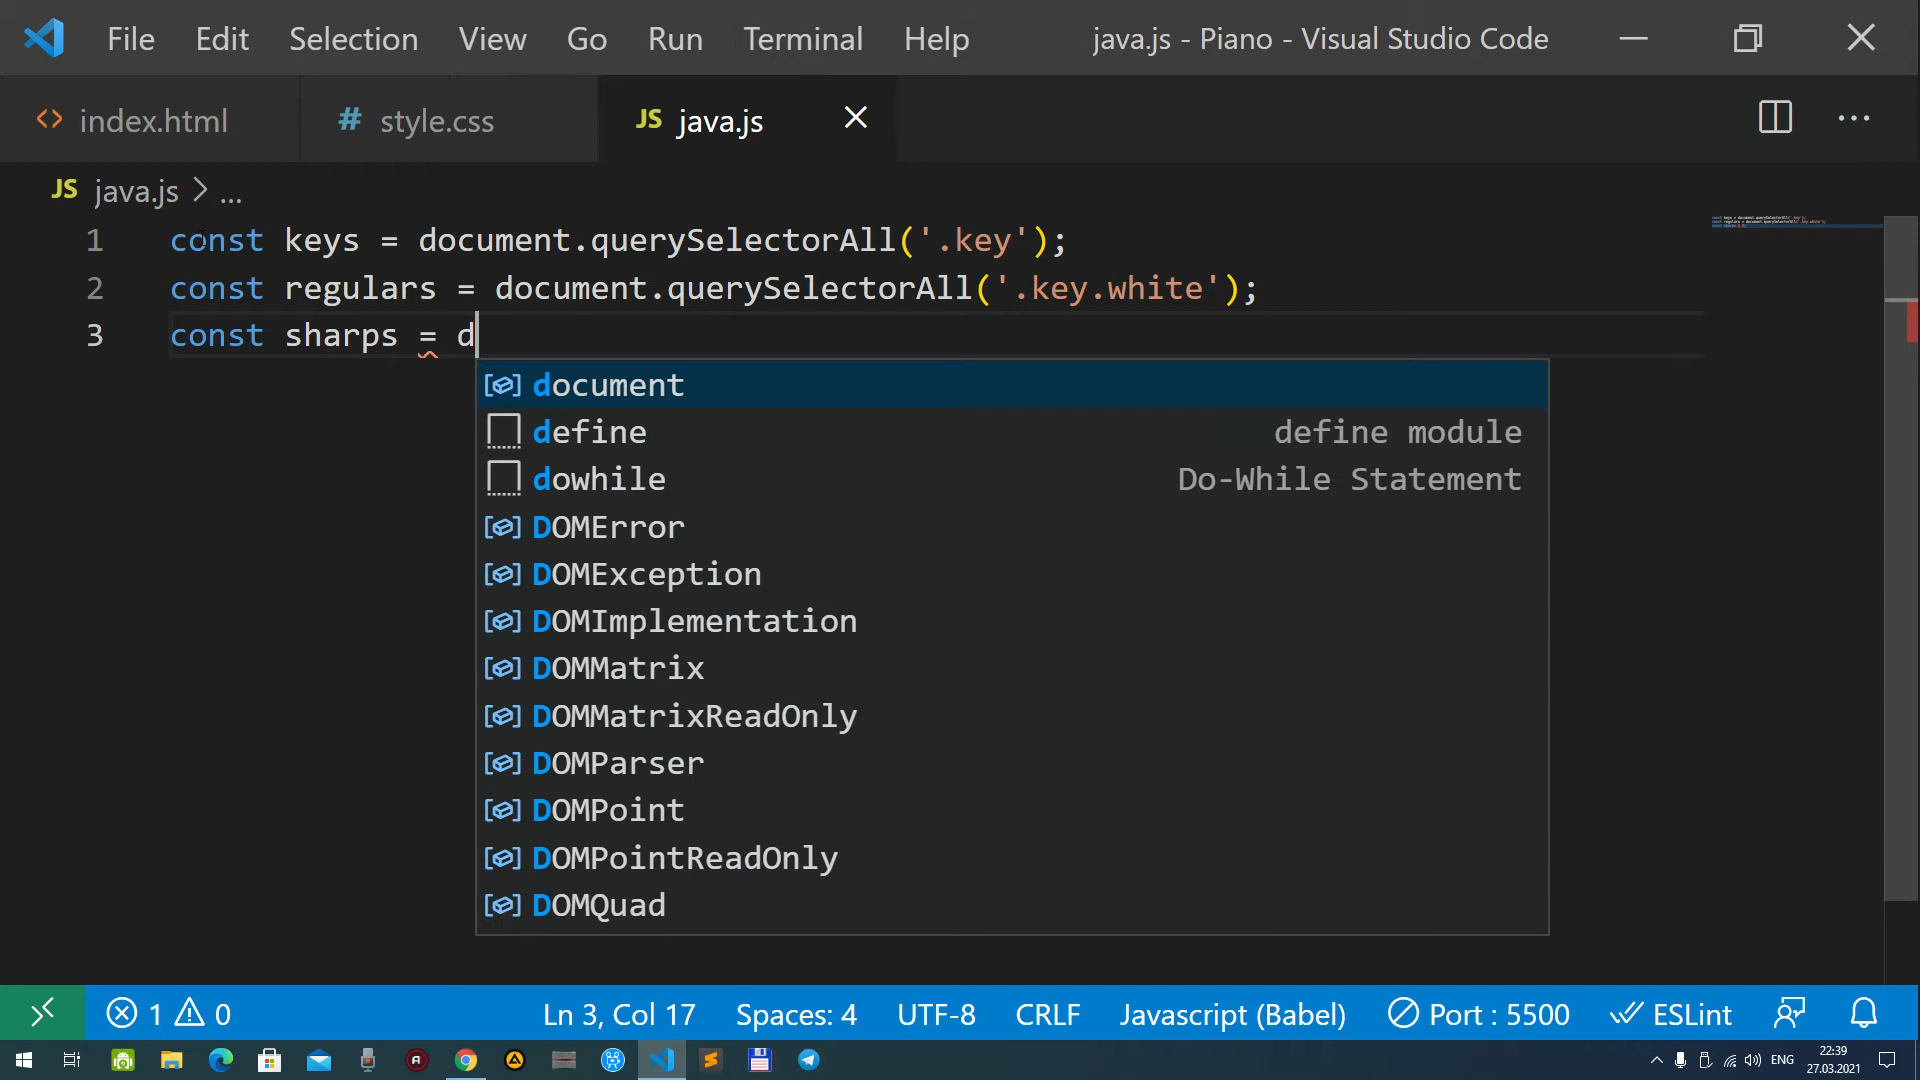 File Edit Selection View Go Run Terminal Help java.js - Piano - Visual Studio Code
<> index.html # style.css JS java.js
JS java.js > ...
1 const keys = document.querySelectorAll('.key');
2 const regulars = document.querySelectorAll('.key.white');
3 const sharps = d
document
define define module
dowhile Do-While Statement
DOMError
DOMException
DOMImplementation
DOMMatrix
DOMMatrixReadOnly
DOMParser
DOMPoint
DOMPointReadOnly
DOMQuad
1 0 Ln 3, Col 17 Spaces: 4 UTF-8 CRLF Javascript (Babel) Port : 5500 ESLint
ENG 22:39
27.03.2021